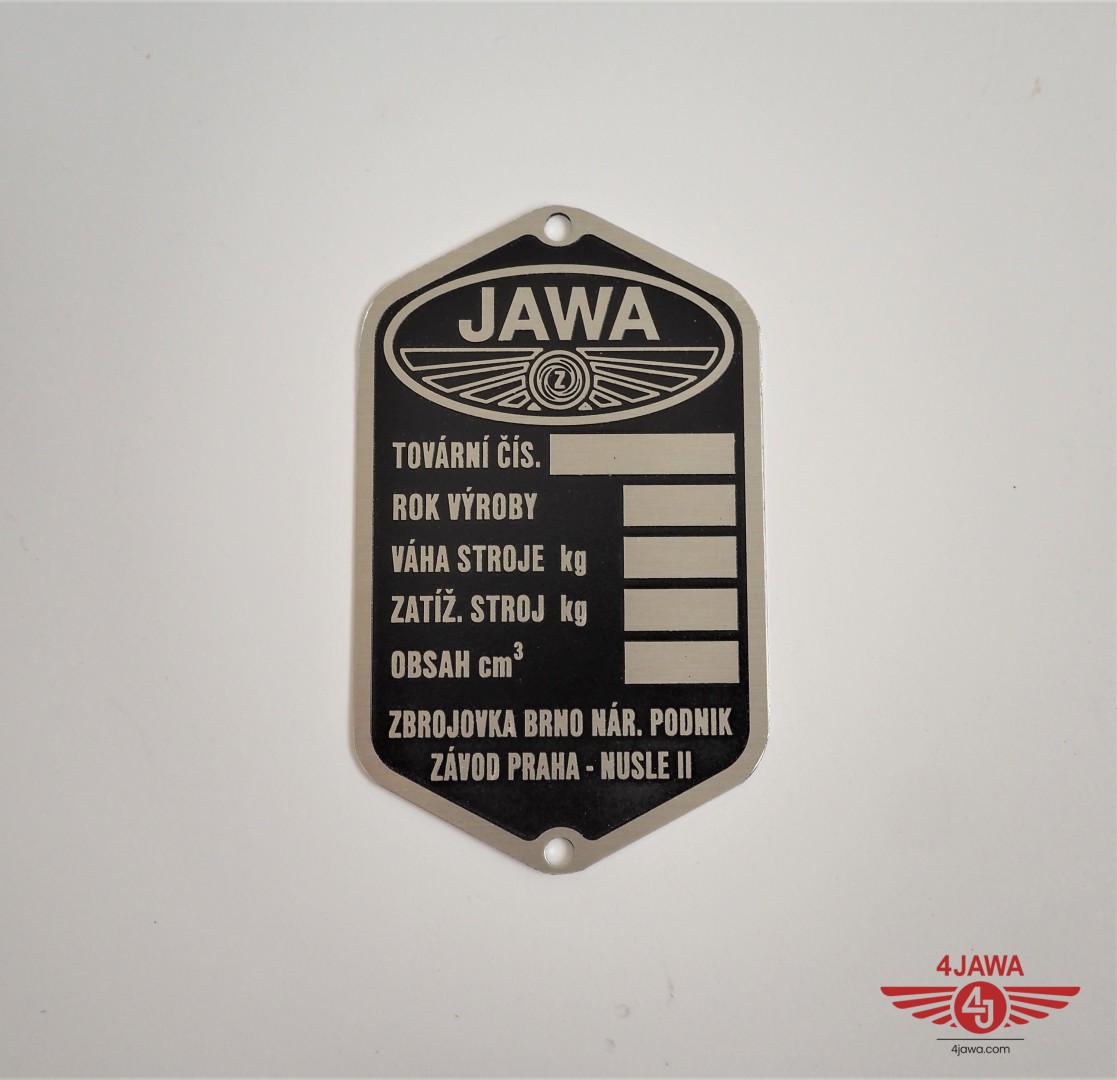 JAWA
Z
TOVÁRNÍ ČÍS.
ROK VÝROBY
VÁHA STROJE kg
ZATÍŽ. STROJ kg
OBSAH cm³
ZBROJOVKA BRNO NÁR. PODNIK
ZÁVOD PRAHA - NUSLE II
4JAWA
4J
4jawa.com